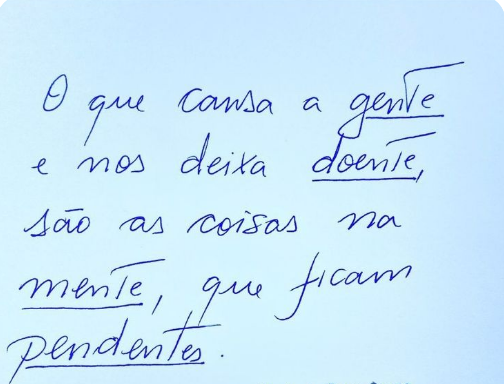 O que cansa a gente
e nos deixa doente,
são as coisas na
mente, que ficam
pendentes.